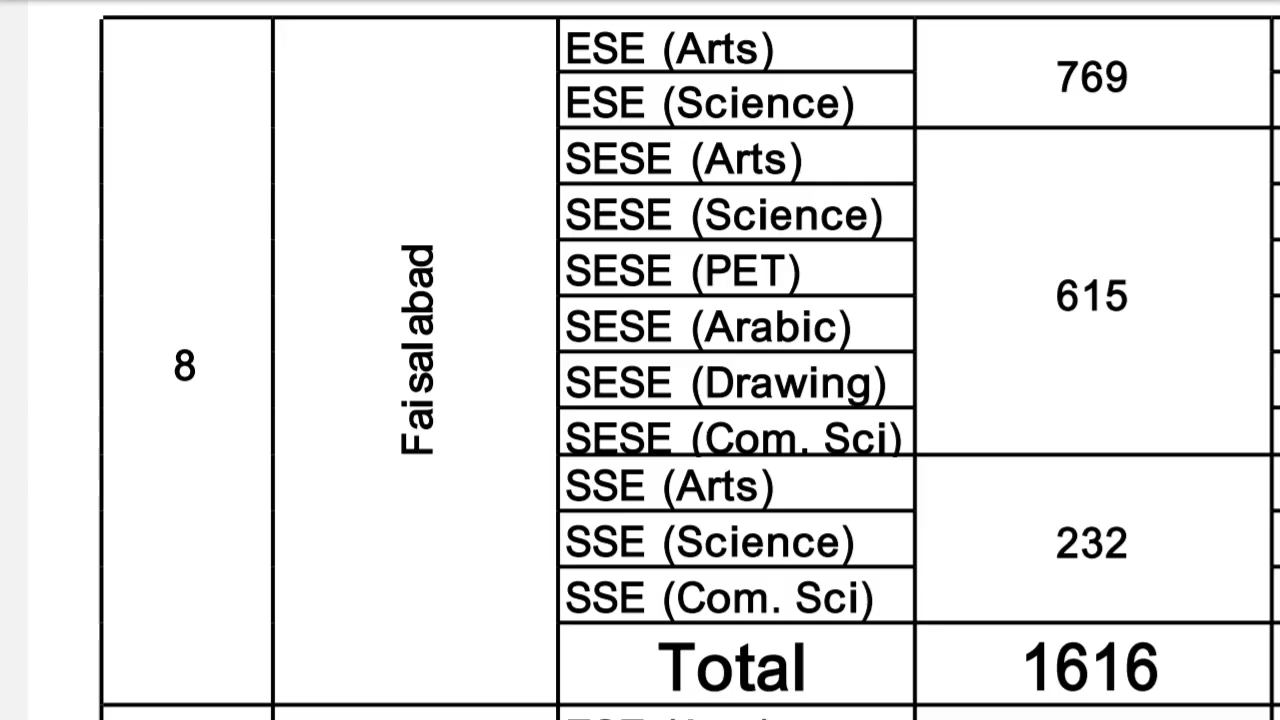 8
Faisalabad
ESE (Arts)
ESE (Science)
769
SESE (Arts)
SESE (Science)
SESE (PET)
SESE (Arabic)
SESE (Drawing)
SESE (Com. Sci)
615
SSE (Arts)
SSE (Science)
SSE (Com. Sci)
232
Total
1616